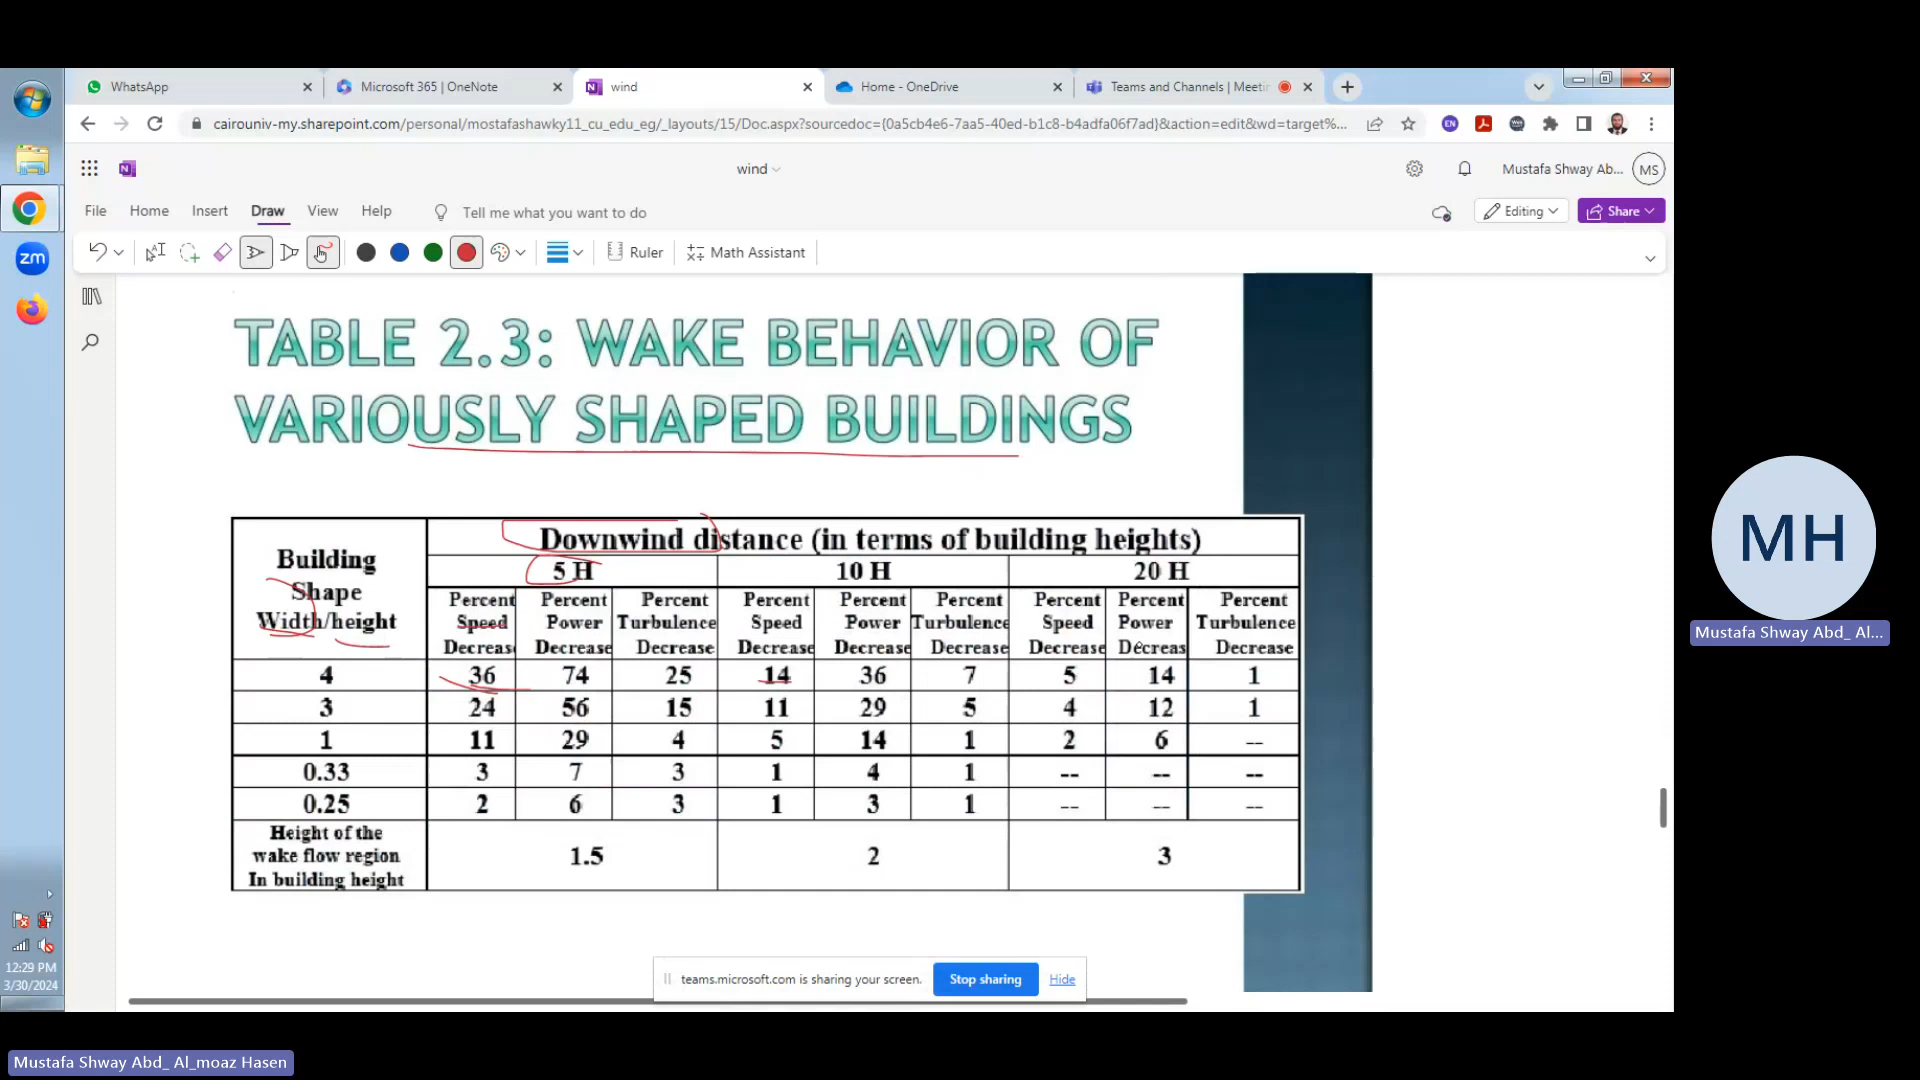 WhatsApp
Microsoft 365 | OneNote
wind
Home - OneDrive
Teams and Channels | Meetin
cairouniv-my.sharepoint.com/personal/mostafashawky11_cu_edu_eg/_layouts/15/Doc.aspx?sourcedoc={0a5cb4e6-7aa5-40ed-b1c8-b4adfa06f7ad}&action=edit&wd=target%...
EN
wind
Mustafa Shway Ab...
MS
File Home Insert Draw View Help Tell me what you want to do
Editing
Share
Ruler
Math Assistant
zm
TABLE 2.3: WAKE BEHAVIOR OF
VARIOUSLY SHAPED BUILDINGS
Building
Shape
Width/height
Downwind distance (in terms of building heights)
5 H 10 H 20 H
Percent Speed Decreas
Percent Power Decrease
Percent Turbulence Decrease
Percent Speed Decrease
Percent Power Decrease
Percent Turbulence Decrease
Percent Speed Decrease
Percent Power Decreas
Percent Turbulence Decrease
4 36 74 25 14 36 7 5 14 1
3 24 56 15 11 29 5 4 12 1
1 11 29 4 5 14 1 2 6 --
0.33 3 7 3 1 4 1 -- -- --
0.25 2 6 3 1 3 1 -- -- --
Height of the
wake flow region
In building height
1.5 2 3
teams.microsoft.com is sharing your screen.
Stop sharing
Hide
12:29 PM
3/30/2024
MH
Mustafa Shway Abd_ Al...
Mustafa Shway Abd_ Al_moaz Hasen